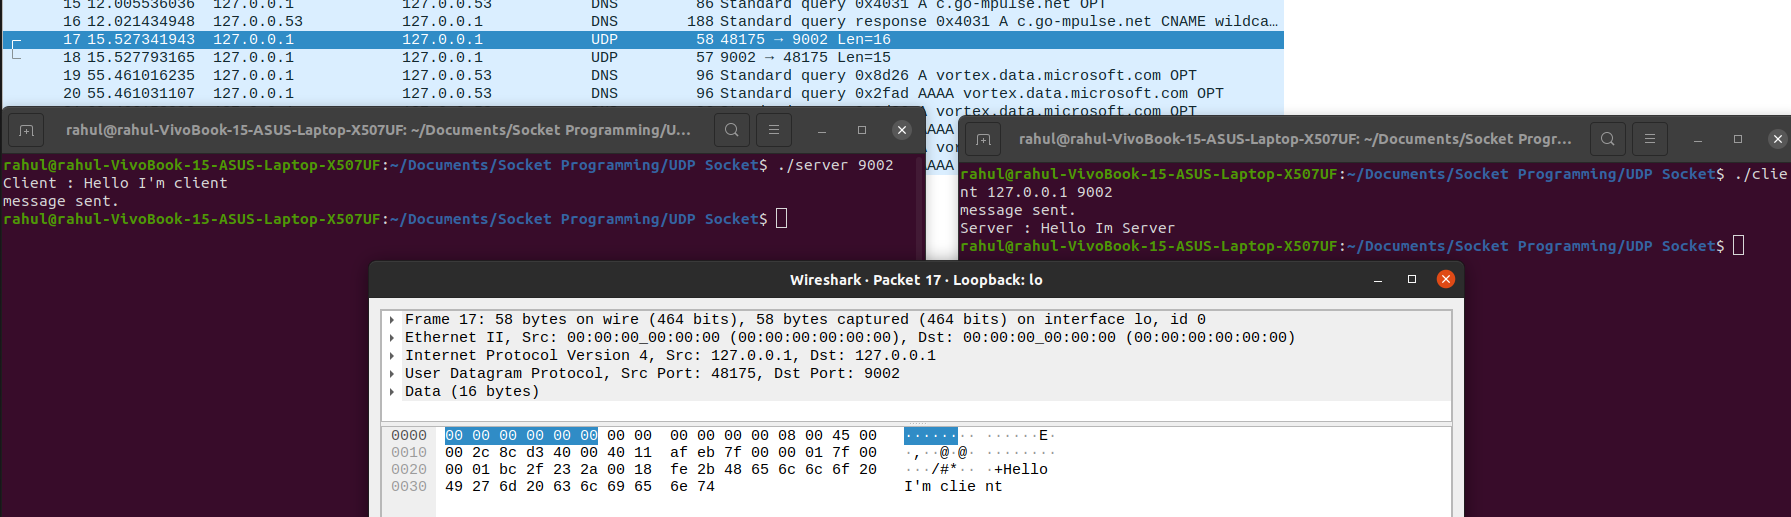 15 12.005536036 127.0.0.1 127.0.0.53 DNS 86 Standard query 0x4031 A c.go-mpulse.net OPT
16 12.021434948 127.0.0.53 127.0.0.1 DNS 188 Standard query response 0x4031 A c.go-mpulse.net CNAME wildca…
17 15.527341943 127.0.0.1 127.0.0.1 UDP 58 48175 → 9002 Len=16
18 15.527793165 127.0.0.1 127.0.0.1 UDP 57 9002 → 48175 Len=15
19 55.461016235 127.0.0.1 127.0.0.53 DNS 96 Standard query 0x8d26 A vortex.data.microsoft.com OPT
20 55.461031107 127.0.0.1 127.0.0.53 DNS 96 Standard query 0x2fad AAAA vortex.data.microsoft.com OPT
A vortex.data.microsoft.com OPT
rahul@rahul-VivoBook-15-ASUS-Laptop-X507UF: ~/Documents/Socket Programming/U...
rahul@rahul-VivoBook-15-ASUS-Laptop-X507UF:~/Documents/Socket Programming/UDP Socket$ ./server 9002
Client : Hello I'm client
message sent.
rahul@rahul-VivoBook-15-ASUS-Laptop-X507UF:~/Documents/Socket Programming/UDP Socket$
AAAA
A vor
AAAA
rahul@rahul-VivoBook-15-ASUS-Laptop-X507UF: ~/Documents/Socket Progr...
rahul@rahul-VivoBook-15-ASUS-Laptop-X507UF:~/Documents/Socket Programming/UDP Socket$ ./clie
nt 127.0.0.1 9002
message sent.
Server : Hello Im Server
rahul@rahul-VivoBook-15-ASUS-Laptop-X507UF:~/Documents/Socket Programming/UDP Socket$
Wireshark · Packet 17 · Loopback: lo
Frame 17: 58 bytes on wire (464 bits), 58 bytes captured (464 bits) on interface lo, id 0
Ethernet II, Src: 00:00:00_00:00:00 (00:00:00:00:00:00), Dst: 00:00:00_00:00:00 (00:00:00:00:00:00)
Internet Protocol Version 4, Src: 127.0.0.1, Dst: 127.0.0.1
User Datagram Protocol, Src Port: 48175, Dst Port: 9002
Data (16 bytes)
0000 00 00 00 00 00 00 00 00 00 00 00 00 08 00 45 00 ········ ······E·
0010 00 2c 8c d3 40 00 40 11 af eb 7f 00 00 01 7f 00 ·,··@·@· ········
0020 00 01 bc 2f 23 2a 00 18 fe 2b 48 65 6c 6c 6f 20 ···/#*·· ·+Hello
0030 49 27 6d 20 63 6c 69 65 6e 74 I'm clie nt